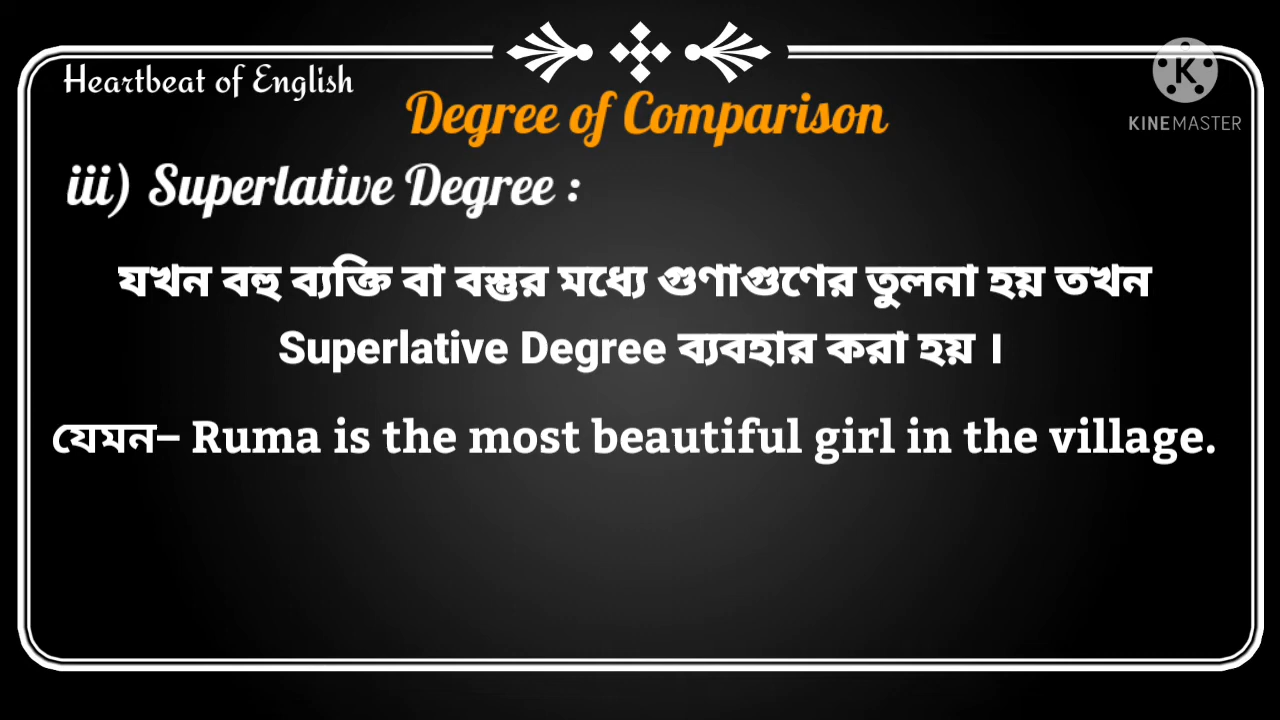 Heartbeat of English
KINEMASTER
Degree of Comparison
iii) Superlative Degree :
যখন বহু ব্যক্তি বা বস্তুর মধ্যে গুণাগুণের তুলনা হয় তখন
Superlative Degree ব্যবহার করা হয় ।
যেমন– Ruma is the most beautiful girl in the village.